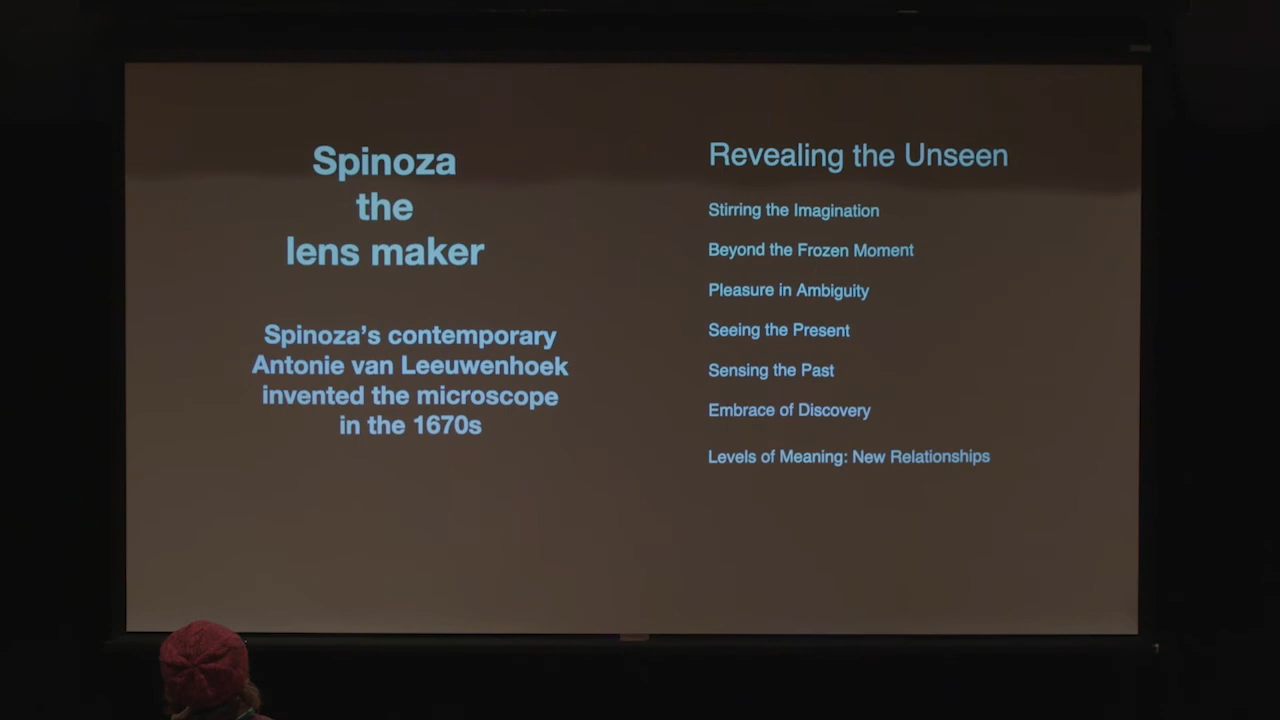 Spinoza
the
lens maker
Spinoza's contemporary
Antonie van Leeuwenhoek
invented the microscope
in the 1670s
Revealing the Unseen
Stirring the Imagination
Beyond the Frozen Moment
Pleasure in Ambiguity
Seeing the Present
Sensing the Past
Embrace of Discovery
Levels of Meaning: New Relationships